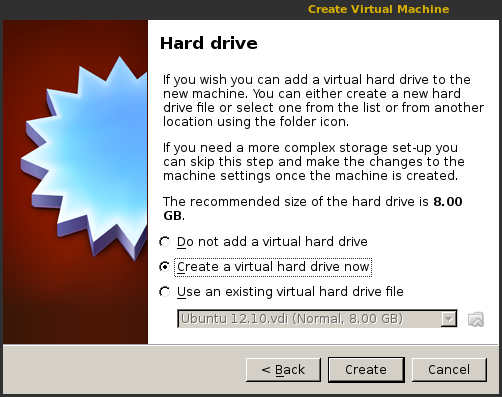 Create Virtual Machine
Hard drive
If you wish you can add a virtual hard drive to the
new machine. You can either create a new hard
drive file or select one from the list or from another
location using the folder icon.
If you need a more complex storage set-up you
can skip this step and make the changes to the
machine settings once the machine is created.
The recommended size of the hard drive is 8.00
GB.
Do not add a virtual hard drive
Create a virtual hard drive now
Use an existing virtual hard drive file
Ubuntu 12.10.vdi (Normal, 8.00 GB)
< Back
Create
Cancel